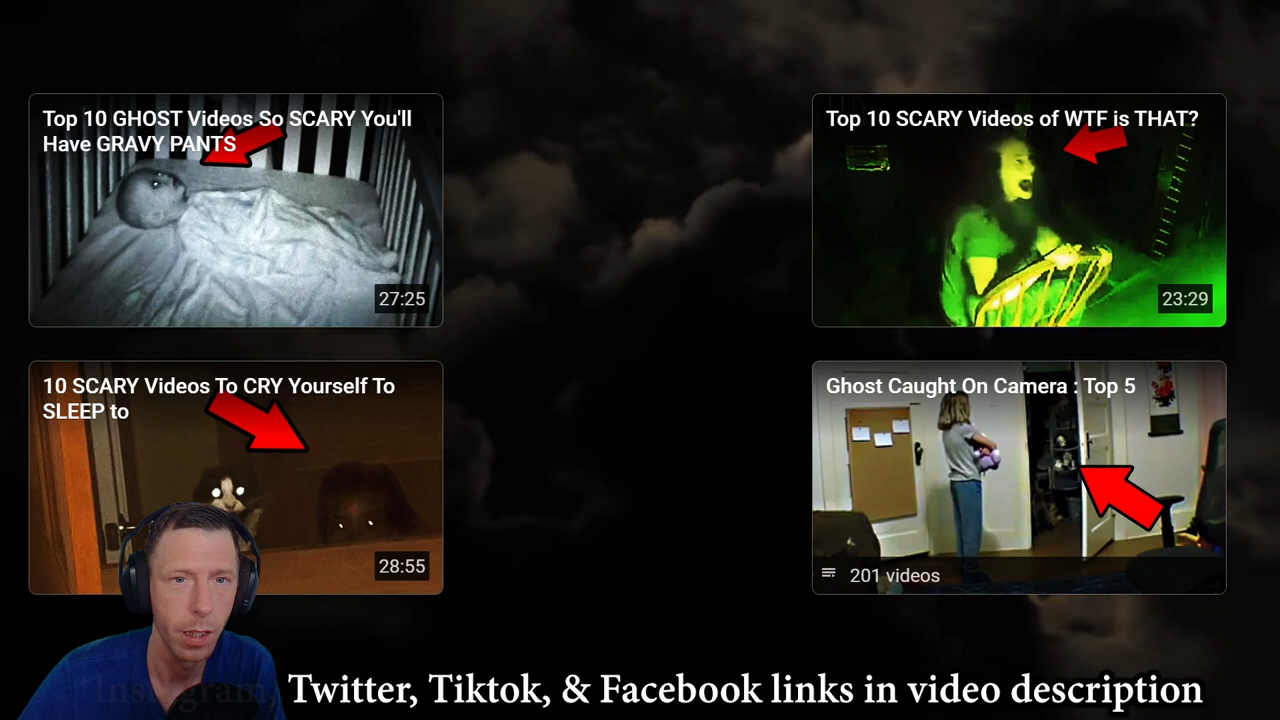 Top 10 GHOST Videos So SCARY You'll
Have GRAVY PANTS
27:25
Top 10 SCARY Videos of WTF is THAT?
23:29
10 SCARY Videos To CRY Yourself To
SLEEP to
28:55
Ghost Caught On Camera : Top 5
201 videos
Instagram, Twitter, Tiktok, & Facebook links in video description